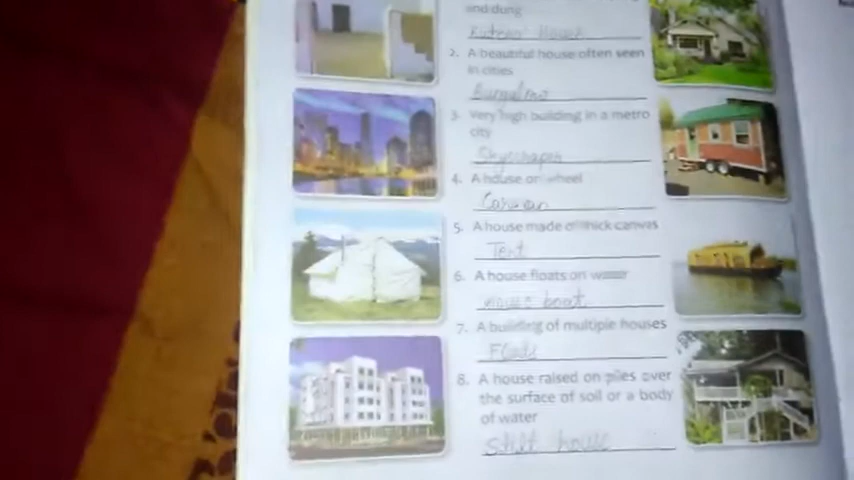 and dung
House
2. A beautiful house often seen
in cities
3. Very high building in a metro
city
Skyscraper
4. A house on wheel
Caravan
5. A house made of thick canvas
Tent
6. A house floats on water
House boat
7. A building of multiple houses
8. A house raised on piles over
the surface of soil or a body
of water
Stilt house